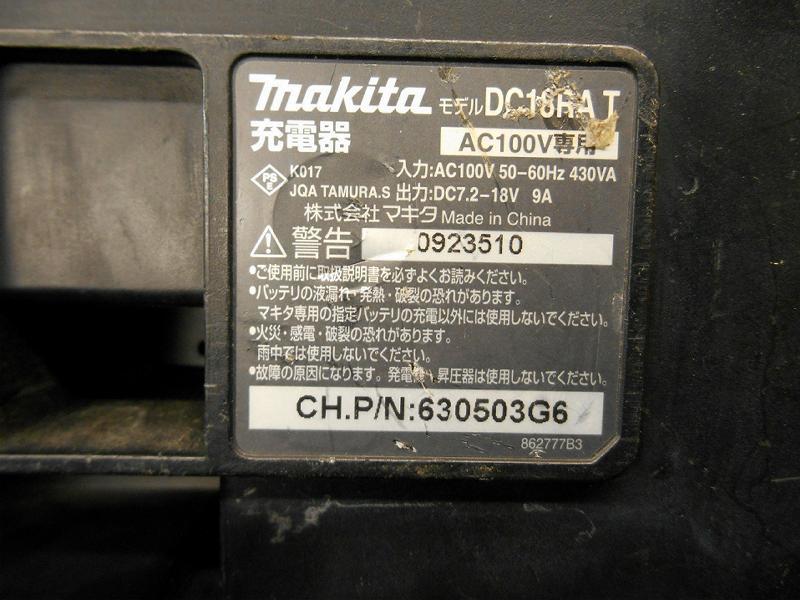 makita モデル DC18RA T
充電器
AC100V専用
PS E
K017 入力:AC100V 50-60Hz 430VA
JQA TAMURA.S 出力:DC7.2-18V 9A
株式会社 マキタ Made in China
警告 0923510
•ご使用前に取扱説明書を必ずよくお読みください。
•バッテリの液漏れ・発熱・破裂の恐れがあります。
マキタ専用の指定バッテリの充電以外には使用しないでください。
•火災・感電・破裂の恐れがあります。
雨中では使用しないでください。
•故障の原因になります。発電機・昇圧器は使用しないでください。
CH.P/N:630503G6
862777B3